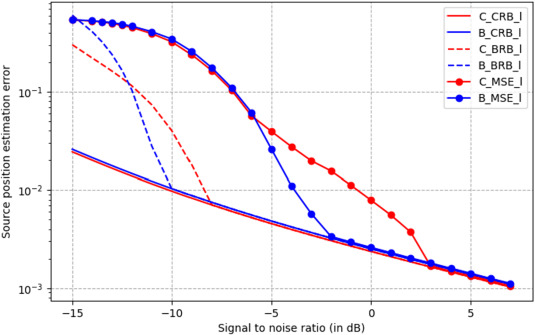 C_CRB_l
B_CRB_l
C_BRB_l
B_BRB_l
C_MSE_l
B_MSE_l
Source position estimation error
10⁻¹
10⁻²
10⁻³
−15
−10
−5
0
5
Signal to noise ratio (in dB)